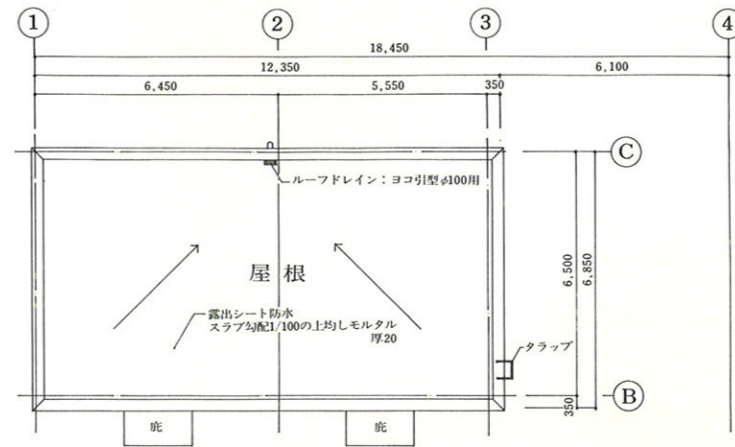 1 2 3 4
18,450
12,350 6,100
6,450 5,550 350
C
ルーフドレイン：ヨコ引型φ100用
屋根
6,500
6,850
露出シート防水
スラブ勾配1/100の上均しモルタル
厚20
タラップ
B
350
庇 庇